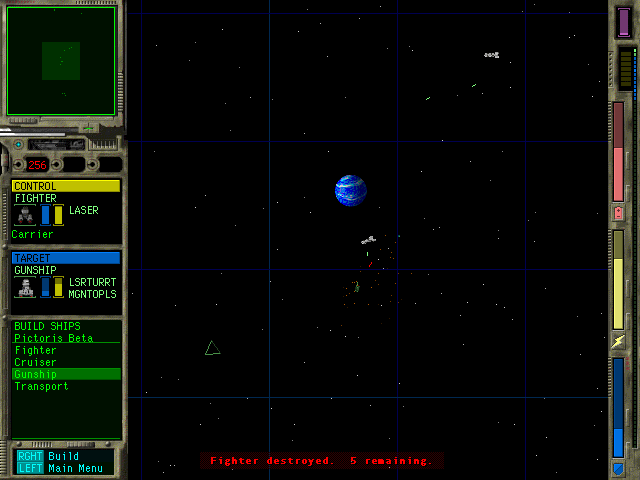 256
CONTROL
FIGHTER
LASER
Carrier
TARGET
GUNSHIP
LSRTURRT
MGNTOPLS
BUILD SHIPS
Pictoris Beta
Fighter
Cruiser
Gunship
Transport
RGHT Build
LEFT Main Menu
Fighter destroyed. 5 remaining.